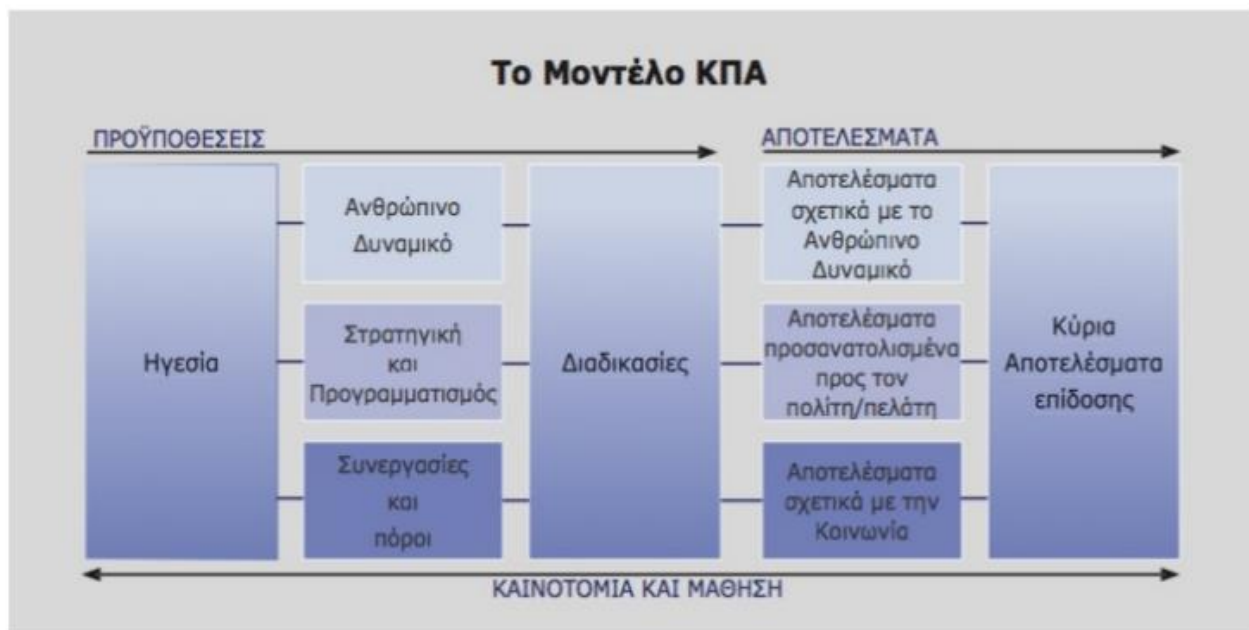 Το Μοντέλο ΚΠΑ
ΠΡΟΫΠΟΘΕΣΕΙΣ
ΑΠΟΤΕΛΕΣΜΑΤΑ
Ηγεσία
Ανθρώπινο
Δυναμικό
Στρατηγική
και
Προγραμματισμός
Συνεργασίες
και
πόροι
Διαδικασίες
Αποτελέσματα
σχετικά με το
Ανθρώπινο
Δυναμικό
Αποτελέσματα
προσανατολισμένα
προς τον
πολίτη/πελάτη
Αποτελέσματα
σχετικά με την
Κοινωνία
Κύρια
Αποτελέσματα
επίδοσης
ΚΑΙΝΟΤΟΜΙΑ ΚΑΙ ΜΑΘΗΣΗ